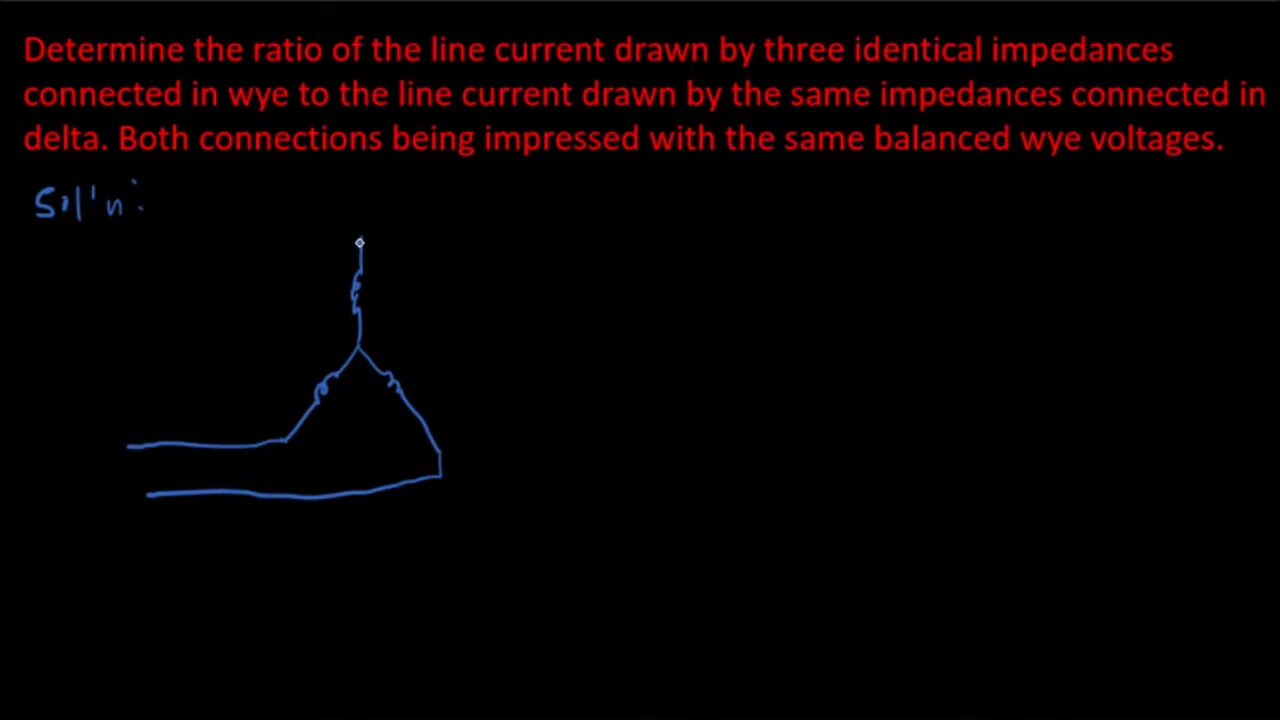 Determine the ratio of the line current drawn by three identical impedances
connected in wye to the line current drawn by the same impedances connected in
delta. Both connections being impressed with the same balanced wye voltages.
Sol'n: